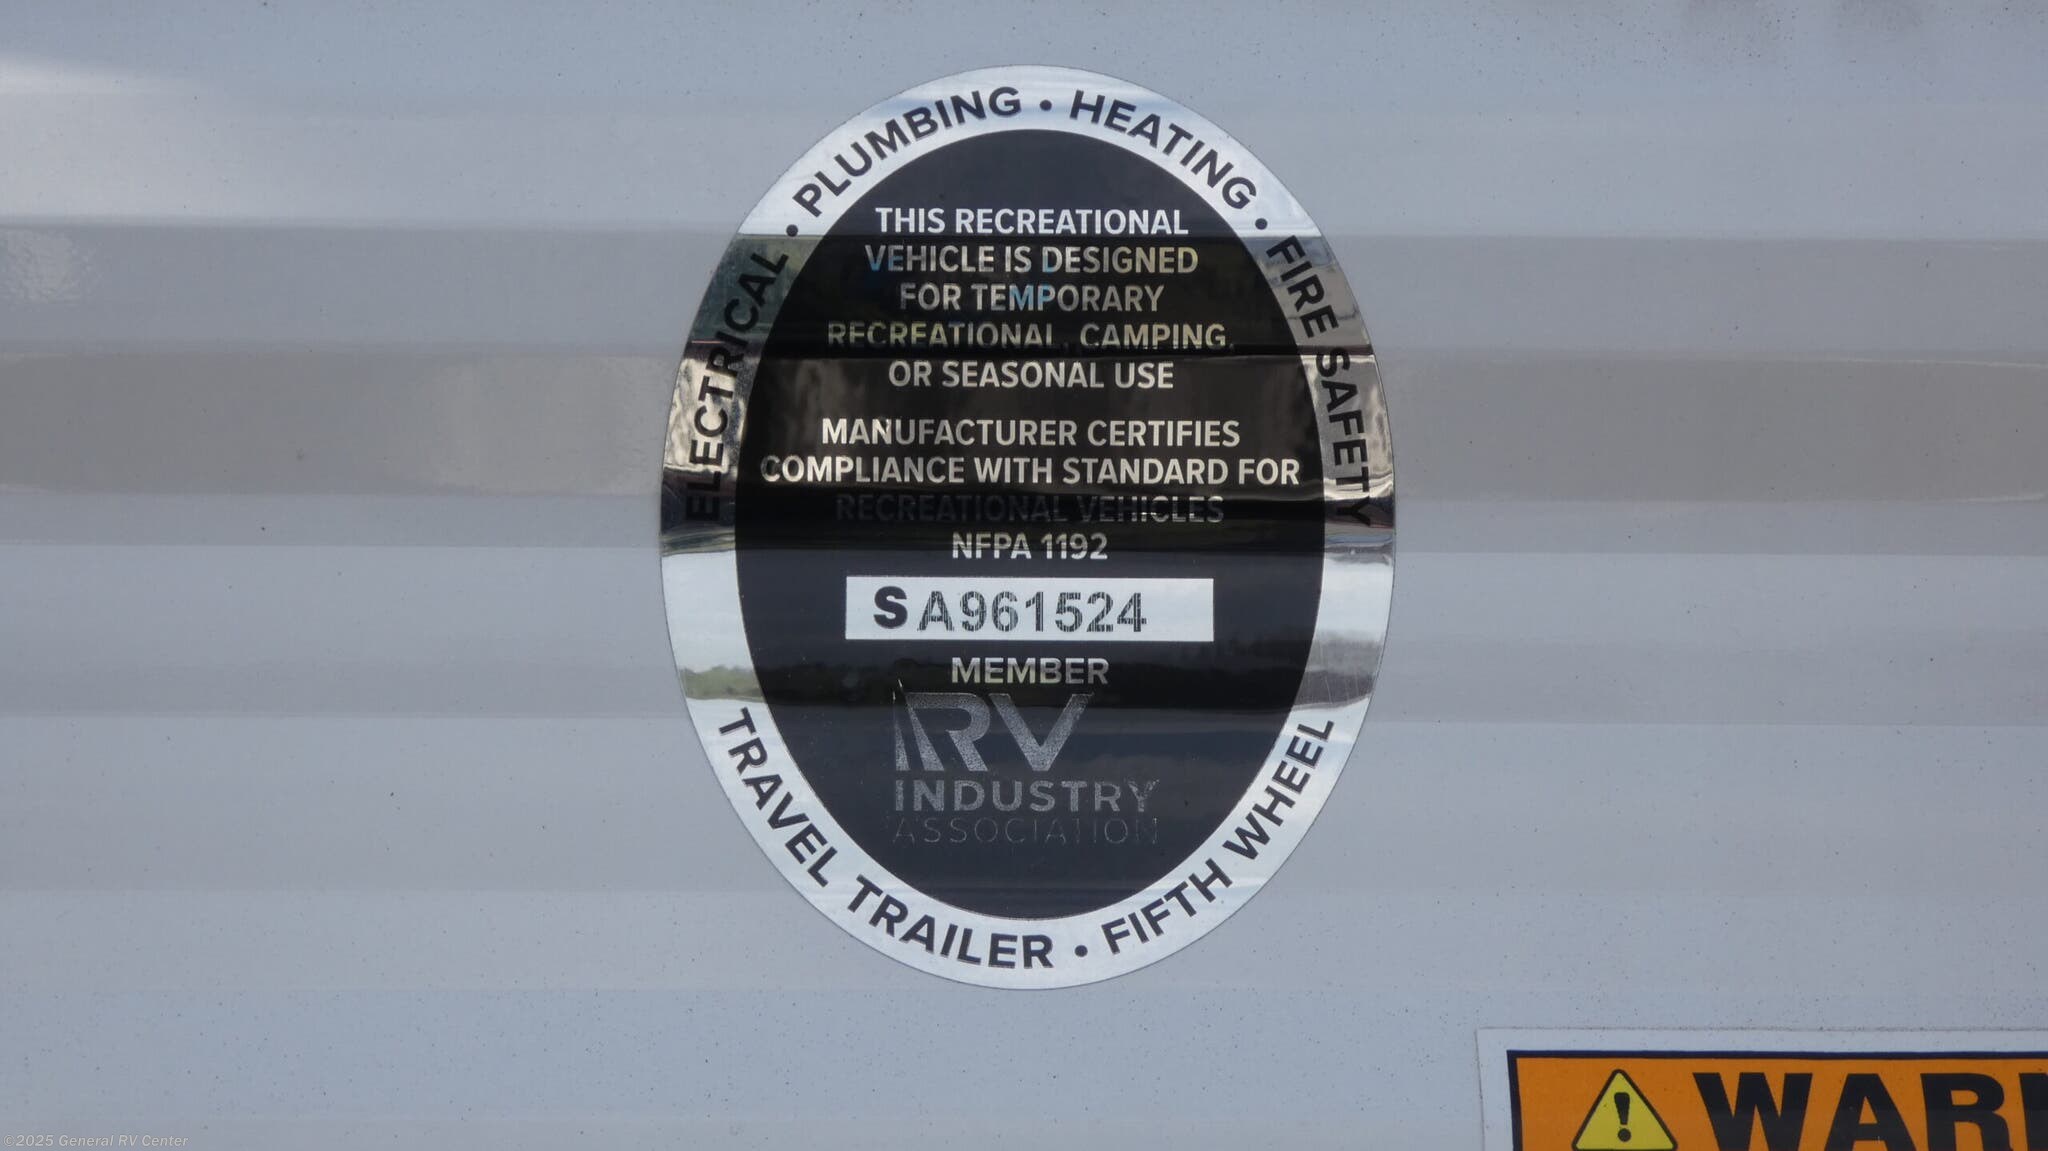 ELECTRICAL • PLUMBING • HEATING • FIRE SAFETY
THIS RECREATIONAL
VEHICLE IS DESIGNED
FOR TEMPORARY
RECREATIONAL, CAMPING,
OR SEASONAL USE
MANUFACTURER CERTIFIES
COMPLIANCE WITH STANDARD FOR
RECREATIONAL VEHICLES
NFPA 1192
SA961524
MEMBER
RV
INDUSTRY
ASSOCIATION
TRAVEL TRAILER • FIFTH WHEEL
©2025 General RV Center